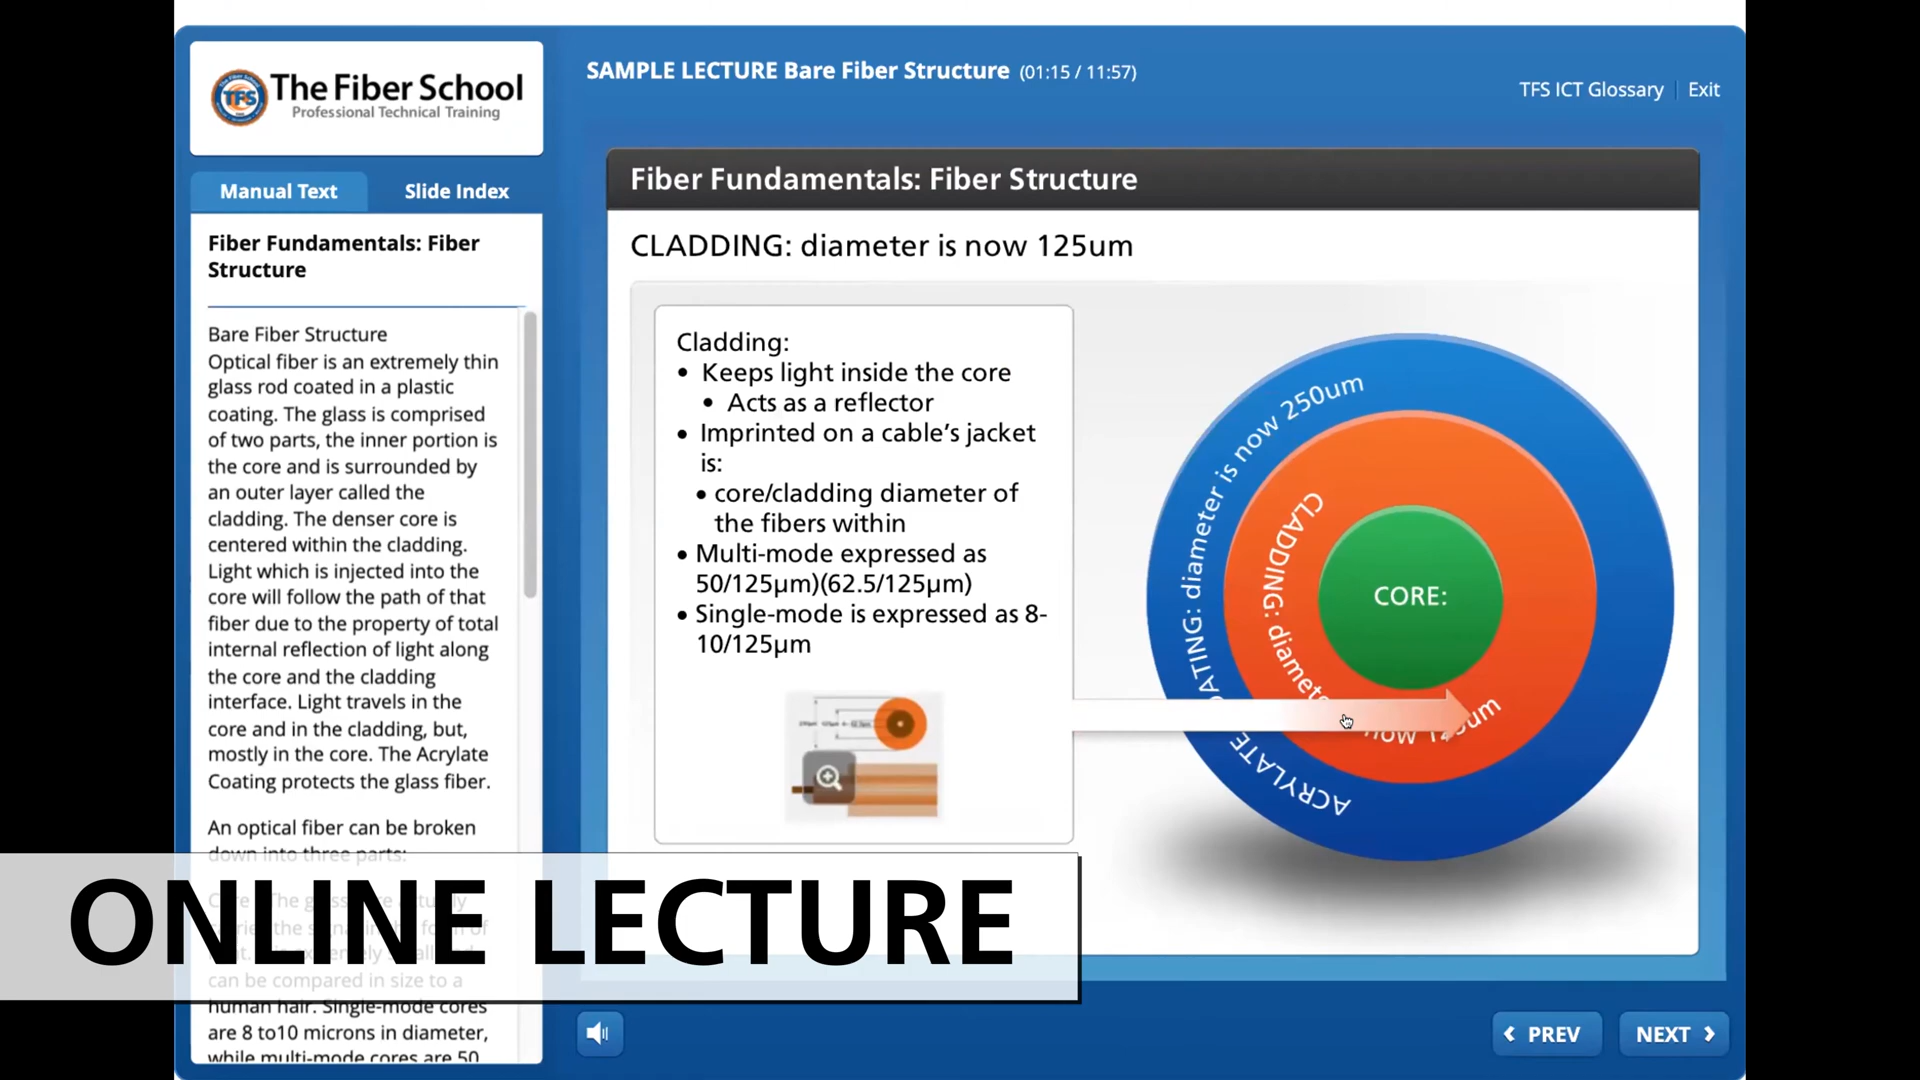 TFS
The Fiber School
Professional Technical Training
SAMPLE LECTURE Bare Fiber Structure (01:15 / 11:57)
TFS ICT Glossary
Exit
Manual Text
Slide Index
Fiber Fundamentals: Fiber
Structure
Bare Fiber Structure
Optical fiber is an extremely thin
glass rod coated in a plastic
coating. The glass is comprised
of two parts, the inner portion is
the core and is surrounded by
an outer layer called the
cladding. The denser core is
centered within the cladding.
Light which is injected into the
core will follow the path of that
fiber due to the property of total
internal reflection of light along
the core and the cladding
interface. Light travels in the
core and in the cladding, but,
mostly in the core. The Acrylate
Coating protects the glass fiber.
An optical fiber can be broken
down into three parts:
can be compared in size to a
human hair. Single-mode cores
are 8 to10 microns in diameter,
while multi-mode cores are 50
Fiber Fundamentals: Fiber Structure
CLADDING: diameter is now 125um
Cladding:
• Keeps light inside the core
• Acts as a reflector
• Imprinted on a cable's jacket
is:
• core/cladding diameter of
the fibers within
• Multi-mode expressed as
50/125µm)(62.5/125µm)
• Single-mode is expressed as 8-
10/125µm
ACRYLATE ATING: diameter is now 250um
CLADDING: diamete now 125um
CORE:
ONLINE LECTURE
PREV
NEXT